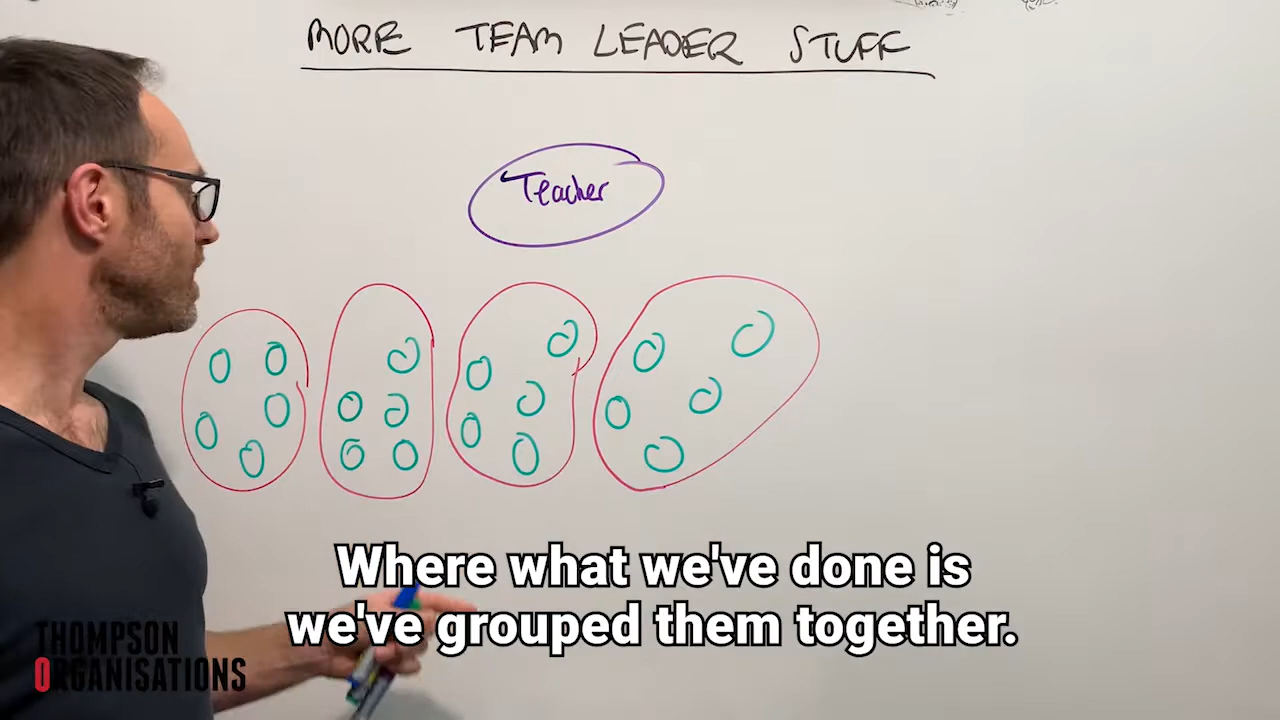 MORE TEAM LEADER STUFF
Teacher
Where what we've done is
we've grouped them together.
THOMPSON
ORGANISATIONS